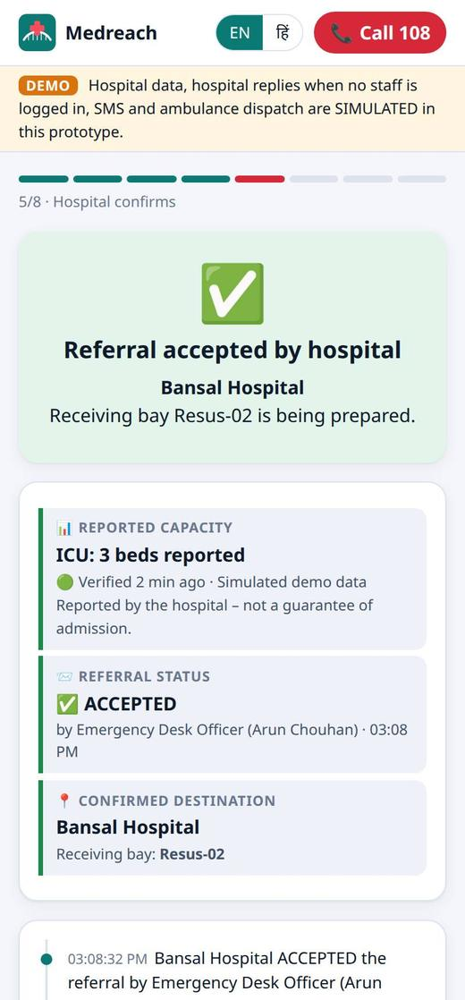 Medreach
EN
हिं
Call 108
DEMO Hospital data, hospital replies when no staff is
logged in, SMS and ambulance dispatch are SIMULATED in
this prototype.
5/8 · Hospital confirms
Referral accepted by hospital
Bansal Hospital
Receiving bay Resus-02 is being prepared.
REPORTED CAPACITY
ICU: 3 beds reported
Verified 2 min ago · Simulated demo data
Reported by the hospital – not a guarantee of
admission.
REFERRAL STATUS
ACCEPTED
by Emergency Desk Officer (Arun Chouhan) · 03:08
PM
CONFIRMED DESTINATION
Bansal Hospital
Receiving bay: Resus-02
03:08:32 PM Bansal Hospital ACCEPTED the
referral by Emergency Desk Officer (Arun